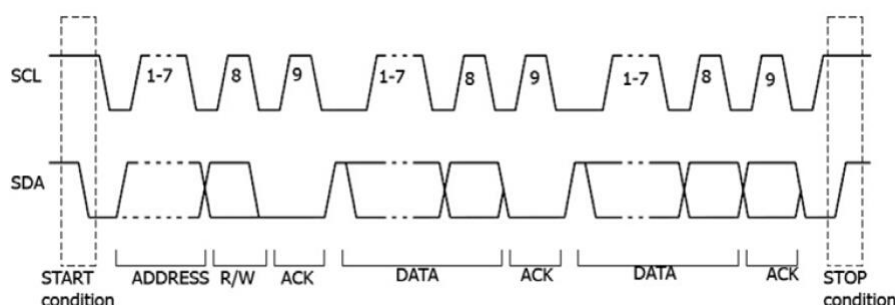 SCL 1-7 8 9 1-7 8 9 1-7 8 9
SDA
START condition ADDRESS R/W ACK DATA ACK DATA ACK STOP condition